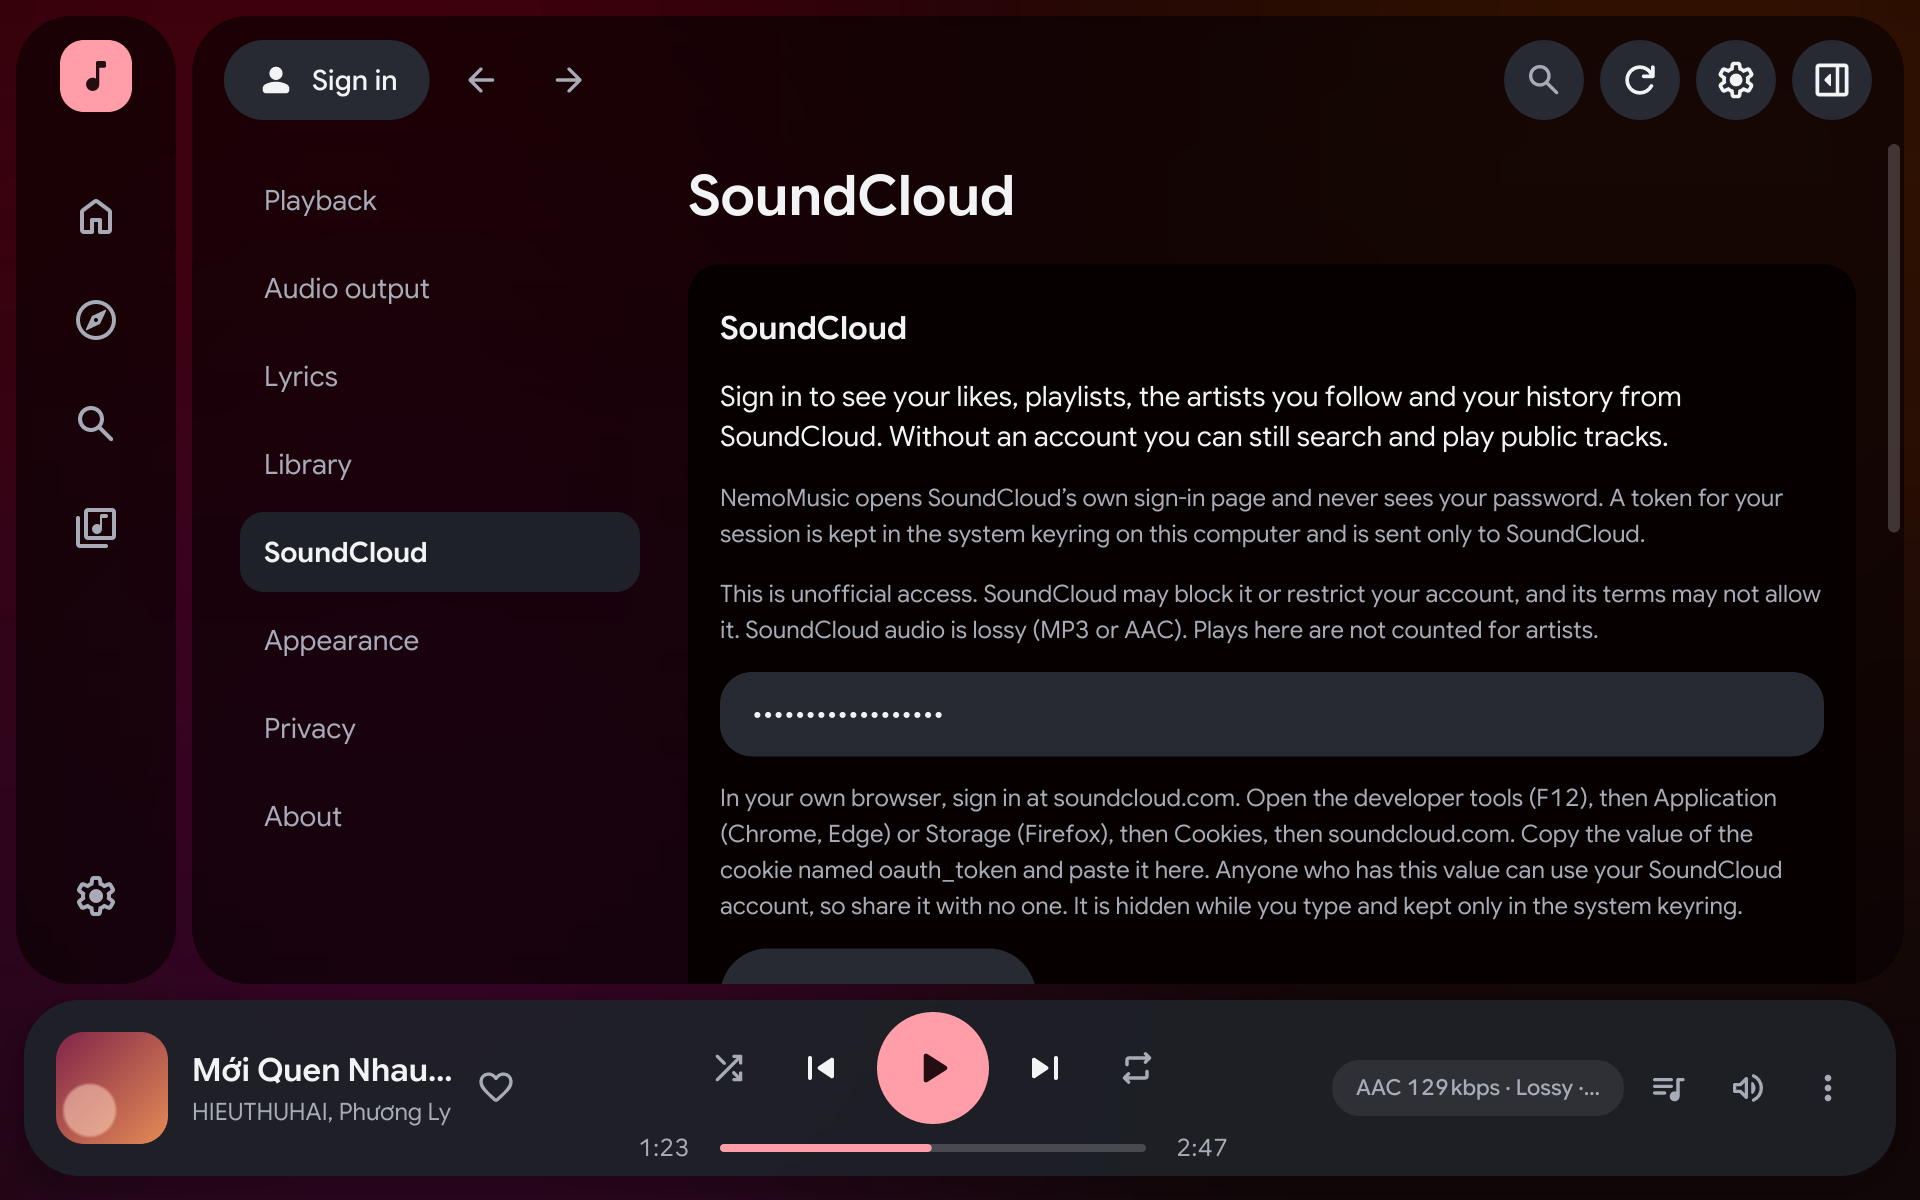 Sign in
Playback
Audio output
Lyrics
Library
SoundCloud
Appearance
Privacy
About
SoundCloud
SoundCloud
Sign in to see your likes, playlists, the artists you follow and your history from
SoundCloud. Without an account you can still search and play public tracks.
NemoMusic opens SoundCloud’s own sign-in page and never sees your password. A token for your
session is kept in the system keyring on this computer and is sent only to SoundCloud.
This is unofficial access. SoundCloud may block it or restrict your account, and its terms may not allow
it. SoundCloud audio is lossy (MP3 or AAC). Plays here are not counted for artists.
••••••••••••••••••
In your own browser, sign in at soundcloud.com. Open the developer tools (F12), then Application
(Chrome, Edge) or Storage (Firefox), then Cookies, then soundcloud.com. Copy the value of the
cookie named oauth_token and paste it here. Anyone who has this value can use your SoundCloud
account, so share it with no one. It is hidden while you type and kept only in the system keyring.
Mới Quen Nhau...
HIEUTHUHAI, Phương Ly
1:23
2:47
AAC 129 kbps · Lossy ·...